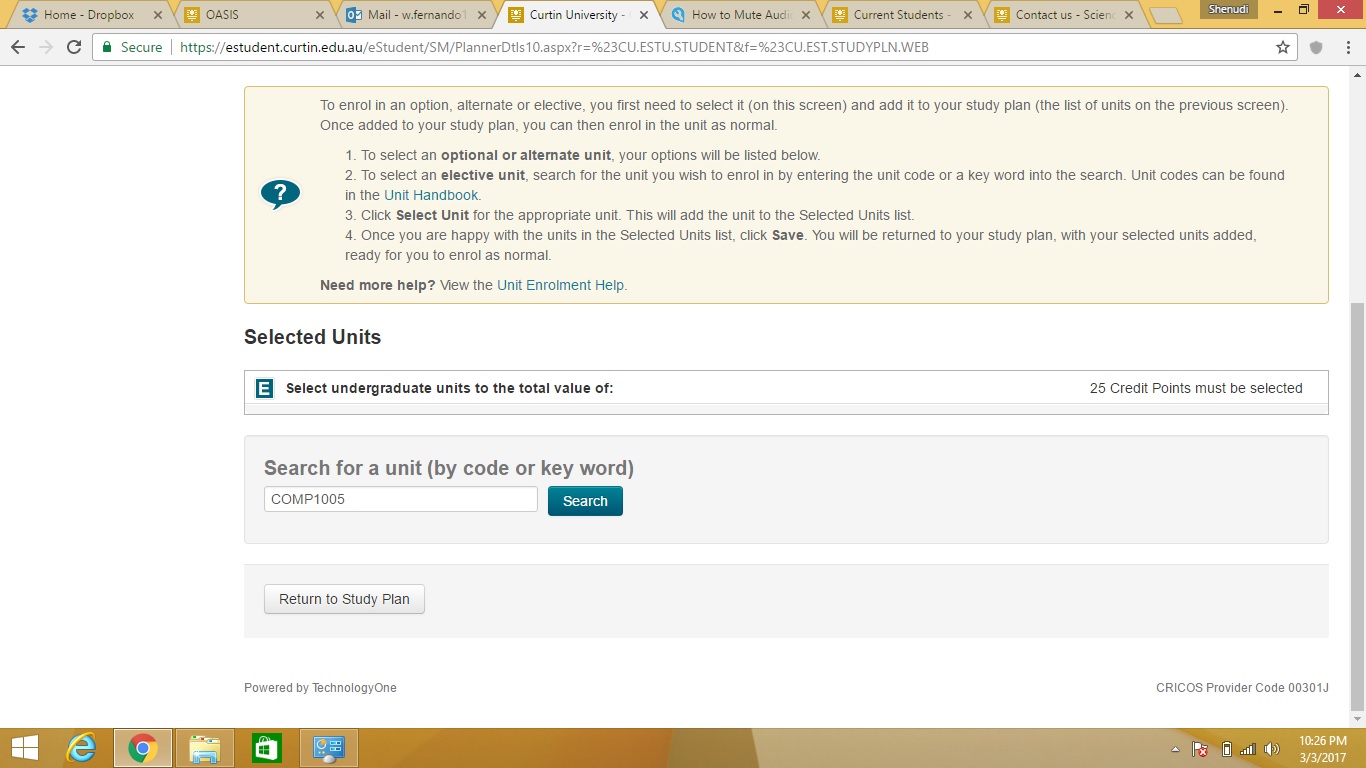 Home - Dropbox
OASIS
Mail - w.fernando1
Curtin University -
How to Mute Audi
Current Students -
Contact us - Scienc
Shenudi
Secure
https://estudent.curtin.edu.au/eStudent/SM/PlannerDtls10.aspx?r=%23CU.ESTU.STUDENT&f=%23CU.EST.STUDYPLN.WEB
To enrol in an option, alternate or elective, you first need to select it (on this screen) and add it to your study plan (the list of units on the previous screen).
Once added to your study plan, you can then enrol in the unit as normal.
1. To select an optional or alternate unit, your options will be listed below.
2. To select an elective unit, search for the unit you wish to enrol in by entering the unit code or a key word into the search. Unit codes can be found
in the Unit Handbook.
?
3. Click Select Unit for the appropriate unit. This will add the unit to the Selected Units list.
4. Once you are happy with the units in the Selected Units list, click Save. You will be returned to your study plan, with your selected units added,
ready for you to enrol as normal.
Need more help? View the Unit Enrolment Help.
Selected Units
E Select undergraduate units to the total value of: 25 Credit Points must be selected
Search for a unit (by code or key word)
COMP1005 Search
Return to Study Plan
Powered by TechnologyOne CRICOS Provider Code 00301J
10:26 PM
3/3/2017